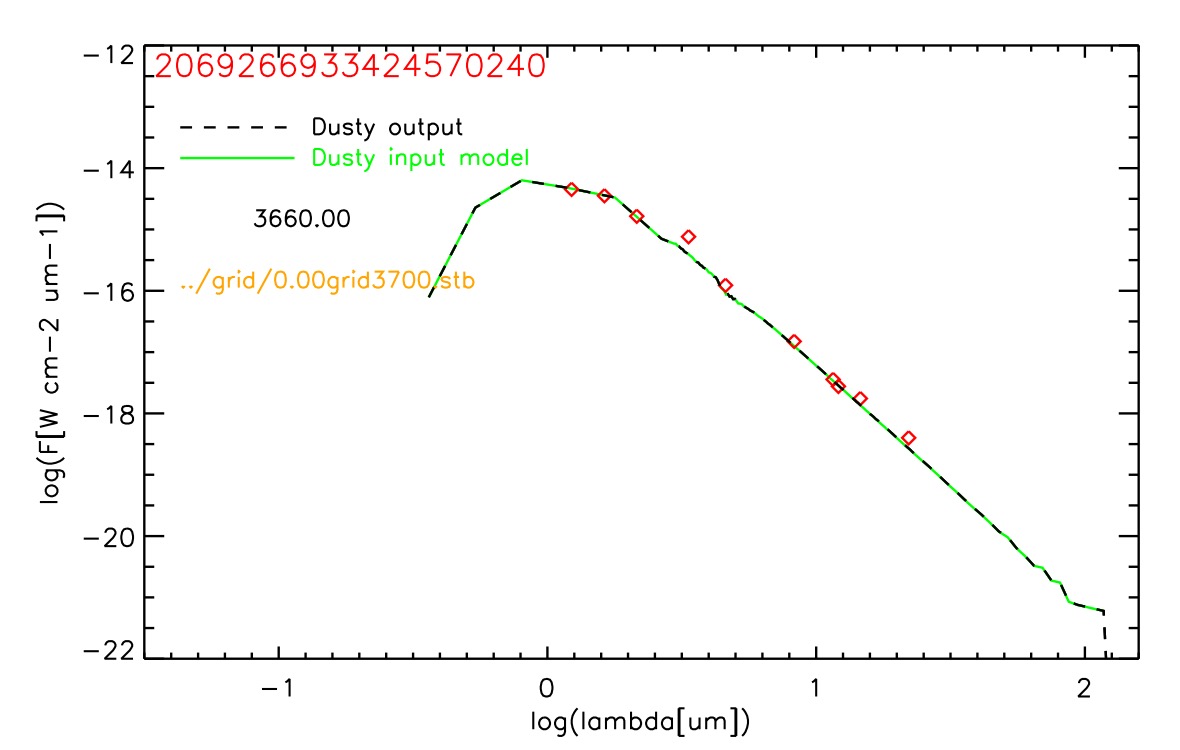 2069266933424570240
Dusty output
Dusty input model
3660.00
../grid/0.00grid3700.stb
log(F[W cm-2 um-1])
-12
-14
-16
-18
-20
-22
-1 0 1 2
log(lambda[um])